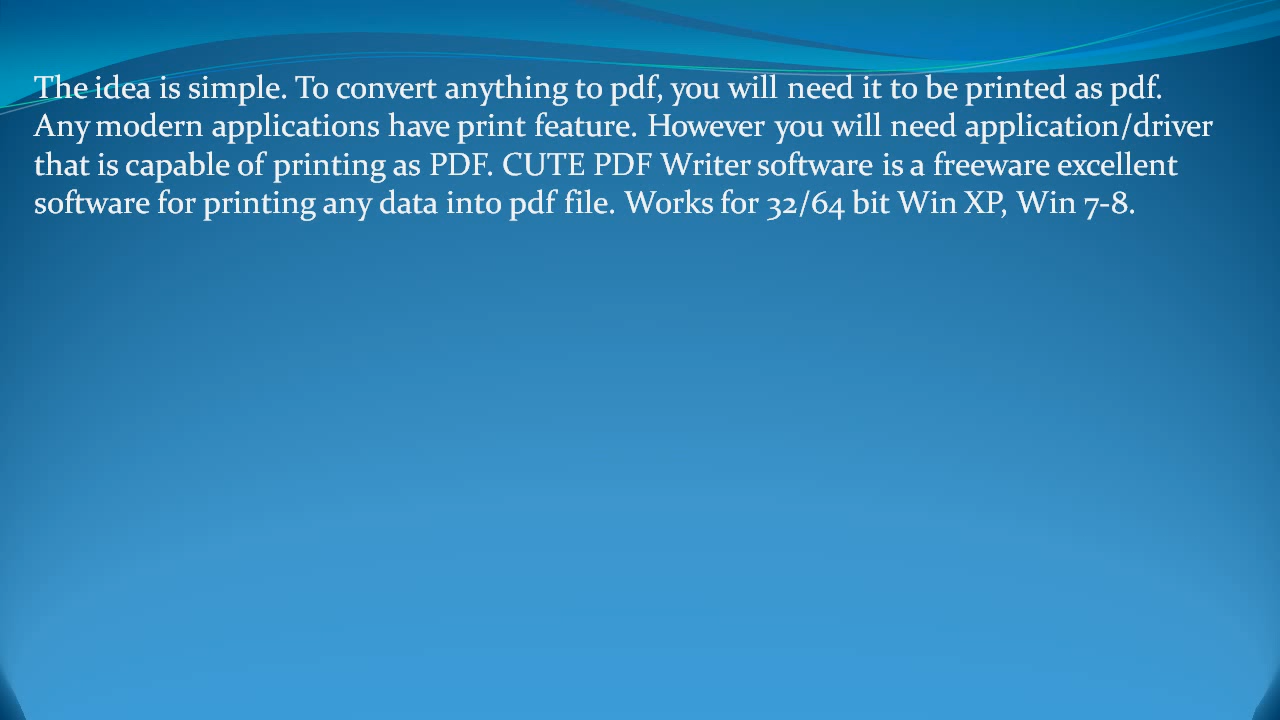 The idea is simple. To convert anything to pdf, you will need it to be printed as pdf.
Any modern applications have print feature. However you will need application/driver
that is capable of printing as PDF. CUTE PDF Writer software is a freeware excellent
software for printing any data into pdf file. Works for 32/64 bit Win XP, Win 7-8.